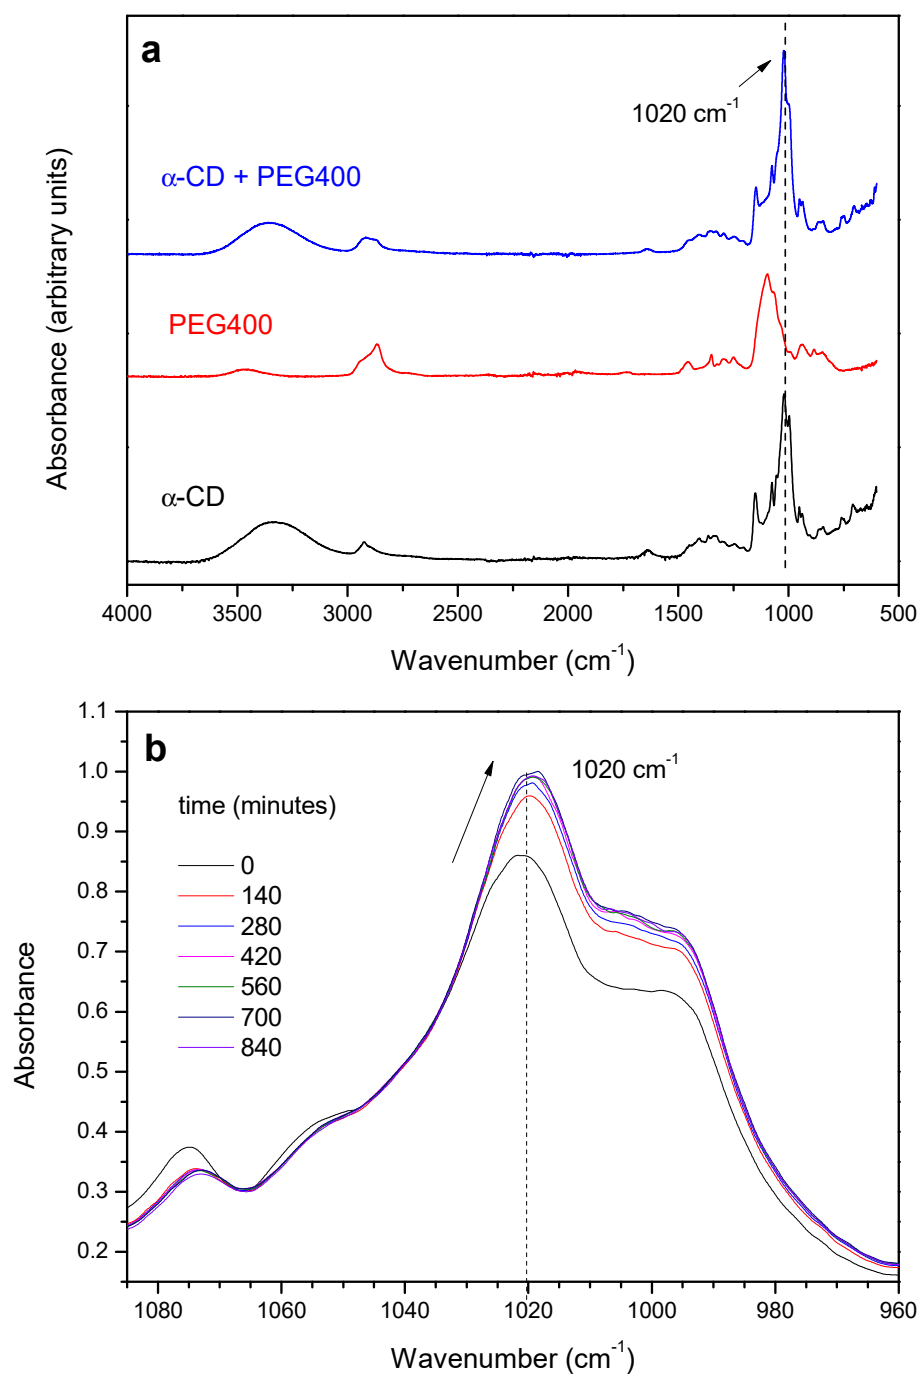 a
1020 cm⁻¹
α-CD + PEG400
PEG400
α-CD
Absorbance (arbitrary units)
4000 3500 3000 2500 2000 1500 1000 500
Wavenumber (cm⁻¹)
b
1020 cm⁻¹
time (minutes)
0
140
280
420
560
700
840
1.1
1.0
0.9
0.8
0.7
0.6
0.5
0.4
0.3
0.2
Absorbance
1080 1060 1040 1020 1000 980 960
Wavenumber (cm⁻¹)